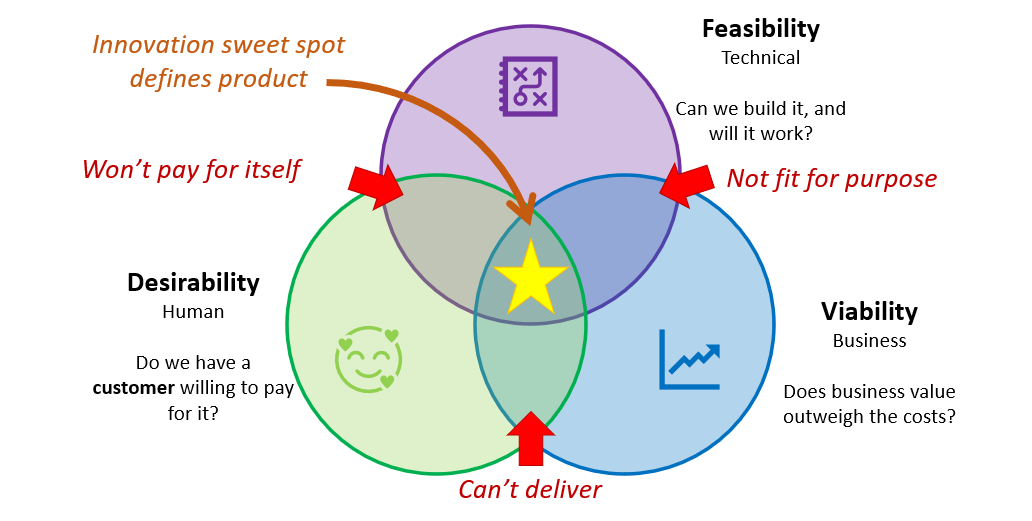 Innovation sweet spot
defines product
Feasibility
Technical
Can we build it, and
will it work?
Won’t pay for itself
Not fit for purpose
Desirability
Human
Do we have a
customer willing to pay
for it?
Viability
Business
Does business value
outweigh the costs?
Can’t deliver